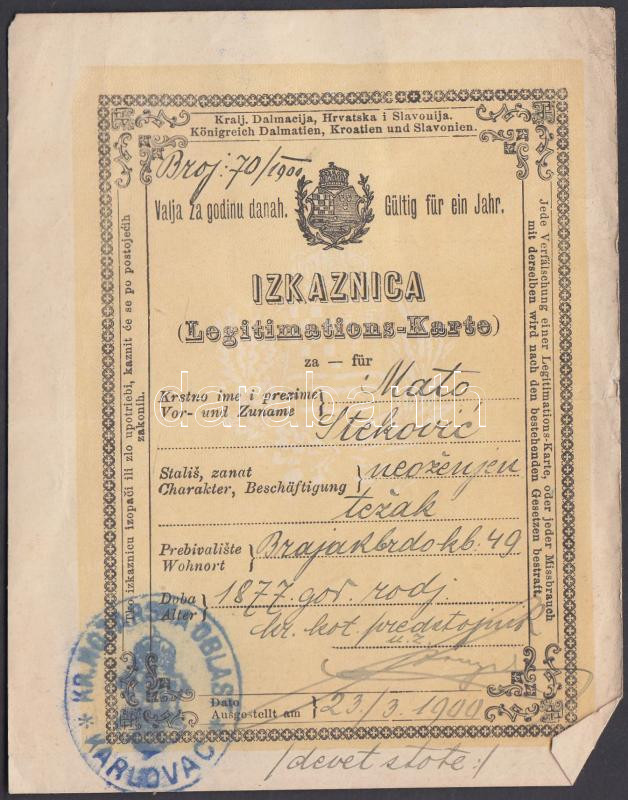 Kralj. Dalmacija, Hrvatska i Slavonija.
Königreich Dalmatien, Kroatien und Slavonien.
Broj: 70/1900
Valja za godinu danah. Gültig für ein Jahr.
IZKAZNICA
(Legitimations-Karte)
za — für
Krstno ime i prezime
Vor- und Zuname
Mato
Steković
Stališ, zanat
Charakter, Beschäftigung
neoženjen
težak
Prebivalište
Wohnort
Brajakbrdo kb. 49
Doba
Alter
1877. god. rodj.
kr. kot. predstojnik
u. z.
Dato
Ausgestellt am
23/3. 1900
/devet stote:/
izkaznicu izopači ili zlo upotriebi, kaznit će se po postojećih
zakonih.
Jede Verfälschung einer Legitimations-Karte, oder jeder Missbrauch
mit derselben wird nach den bestehenden Gesetzen bestraft.
OBLAST
* KARLOVAC
darabanth